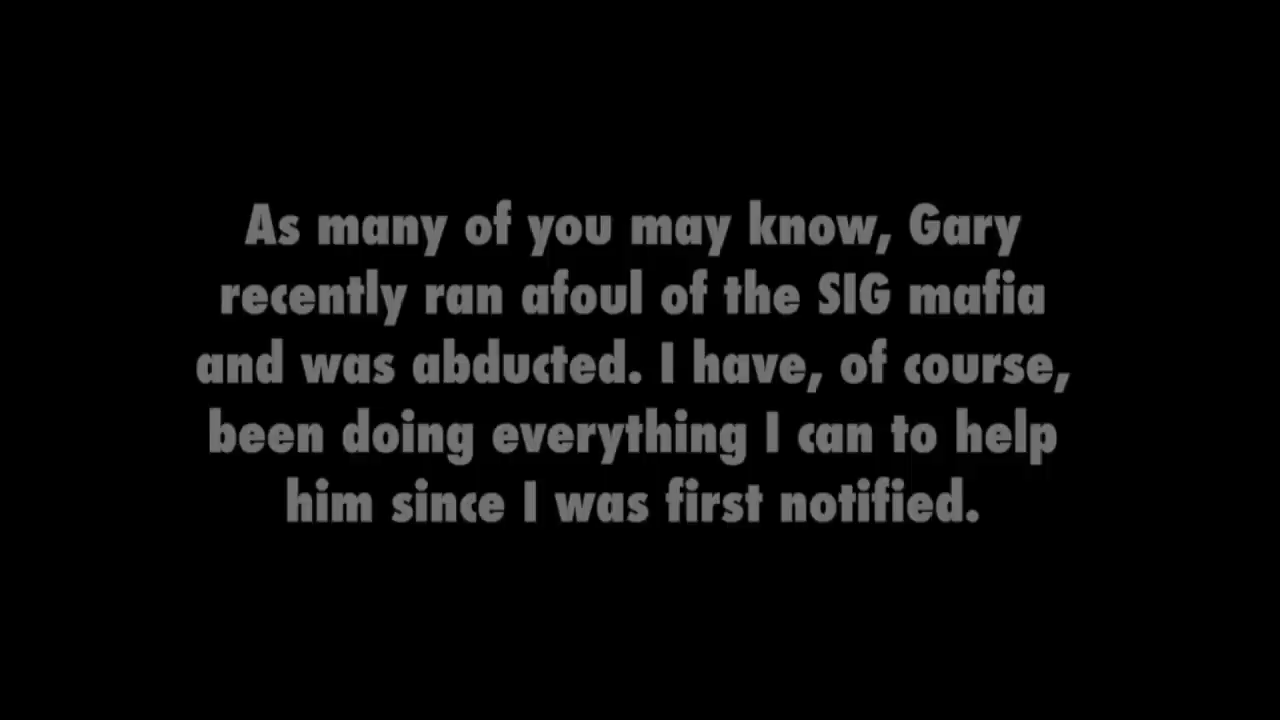 As many of you may know, Gary
recently ran afoul of the SIG mafia
and was abducted. I have, of course,
been doing everything I can to help
him since I was first notified.